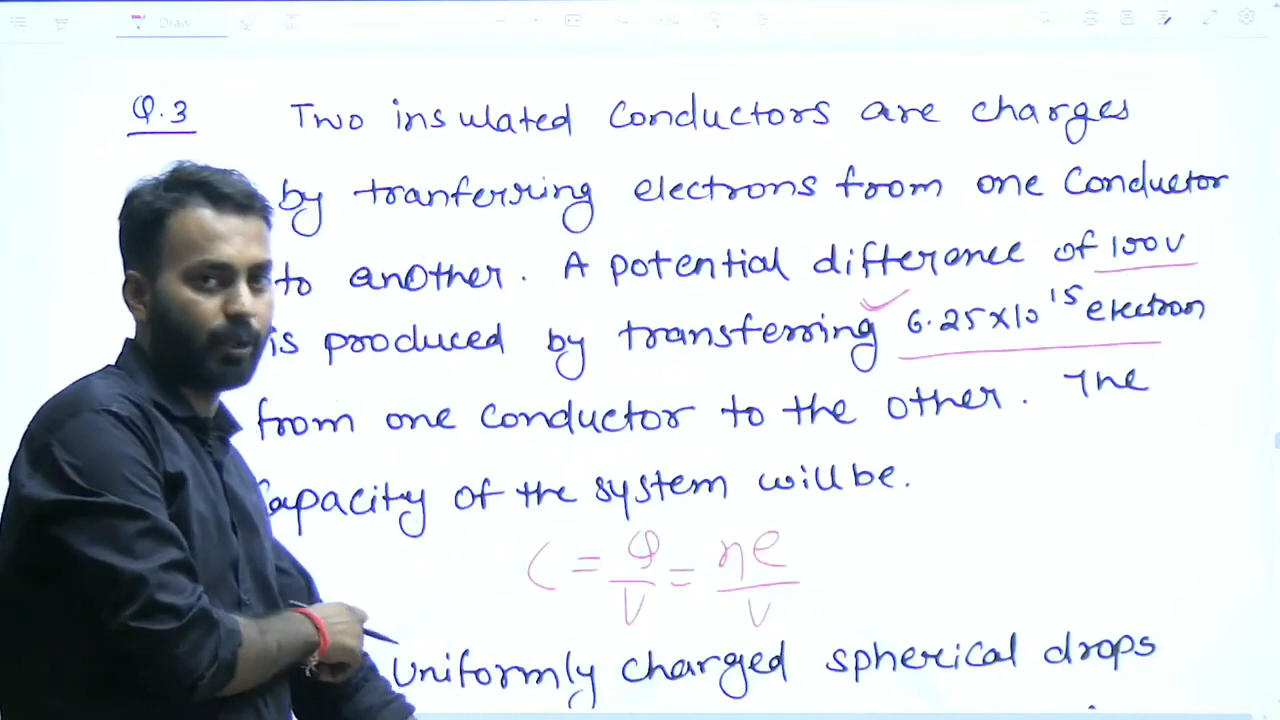 Draw
Q.3 Two insulated conductors are charges
by tranferring electrons from one conductor
to another. A potential difference of 100V
is produced by transferring 6.25×10¹⁵ electron
from one conductor to the other. The
capacity of the system will be.
C = Q/V = ne/V
Uniformly charged spherical drops